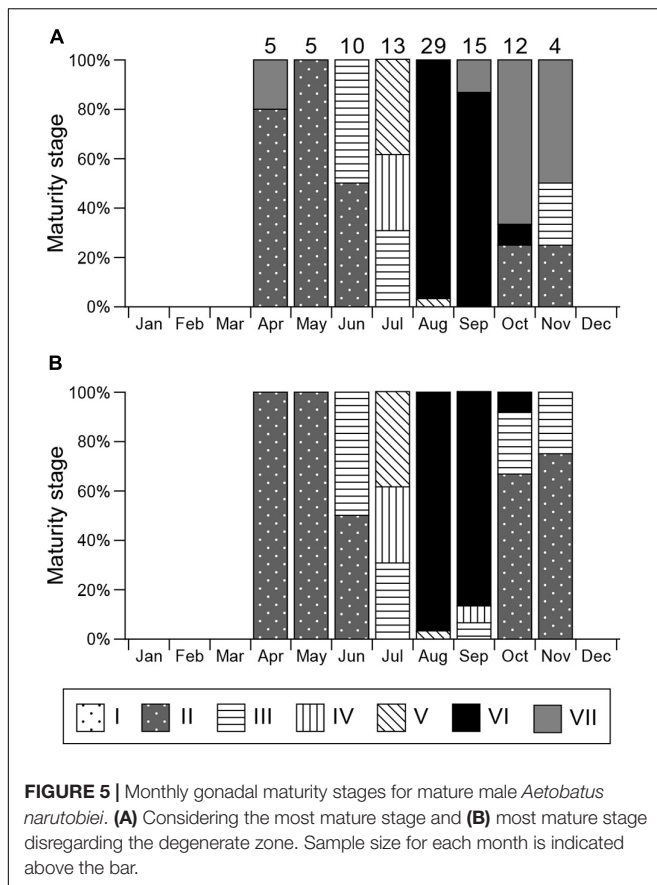 A
5 5 10 13 29 15 12 4
100%
80%
60%
40%
20%
0%
Maturity stage
Jan Feb Mar Apr May Jun Jul Aug Sep Oct Nov Dec
B
100%
80%
60%
40%
20%
0%
Maturity stage
Jan Feb Mar Apr May Jun Jul Aug Sep Oct Nov Dec
I II III IV V VI VII
FIGURE 5 | Monthly gonadal maturity stages for mature male Aetobatus
narutobiei. (A) Considering the most mature stage and (B) most mature stage
disregarding the degenerate zone. Sample size for each month is indicated
above the bar.